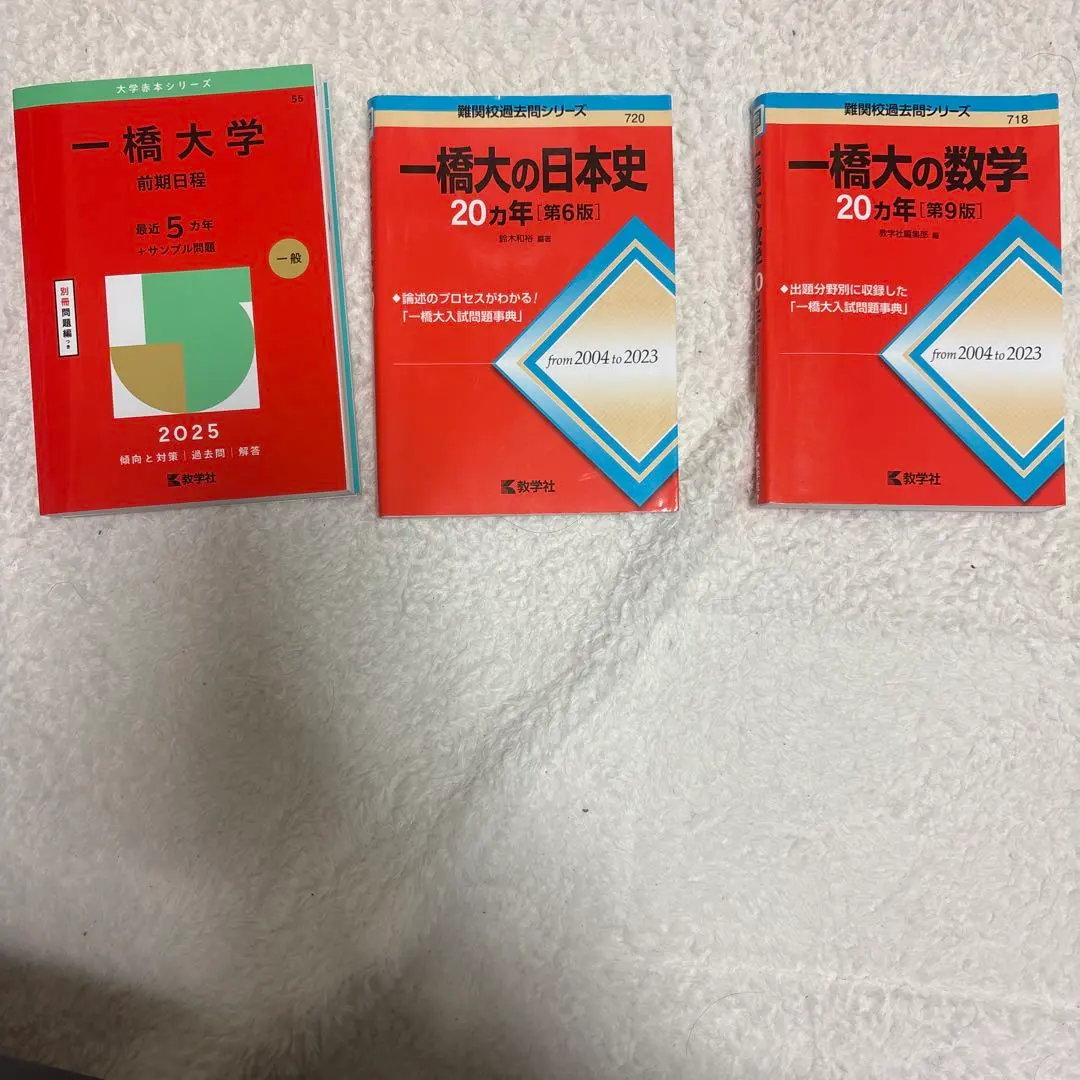 大学赤本シリーズ
55
一橋大学
前期日程
最近5カ年
+サンプル問題
一般
別冊問題編つき
2025
傾向と対策|過去問|解答
教学社
難関校過去問シリーズ
720
一橋大の日本史
20カ年[第6版]
鈴木和裕 編著
◆論述のプロセスがわかる!
「一橋大入試問題事典」
from 2004 to 2023
教学社
難関校過去問シリーズ
718
一橋大の数学
20カ年[第9版]
教学社編集部 編
◆出題分野別に収録した
「一橋大入試問題事典」
from 2004 to 2023
教学社